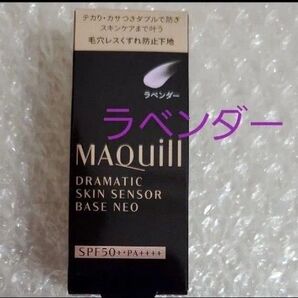 テカリ・カサつきダブルで防ぎ
スキンケアまで叶う
毛穴レスくずれ防止下地
ラベンダー
ラベンダー
MAQuill
DRAMATIC
SKIN SENSOR
BASE NEO
SPF50+・PA++++